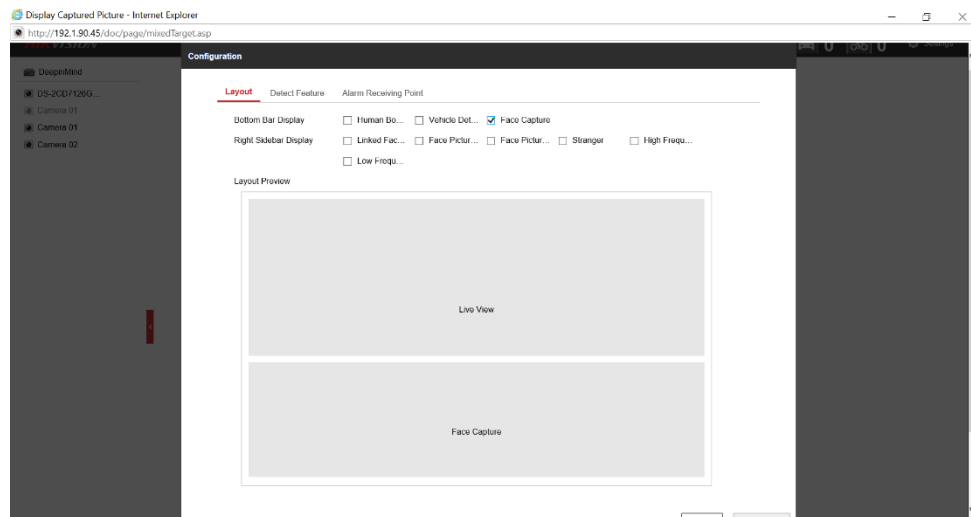 Display Captured Picture - Internet Explorer
http://192.1.90.45/doc/page/mixedTarget.asp
HIKVISION 0 0 Settings
Configuration
DeepinMind
Layout Detect Feature Alarm Receiving Point
DS-2CD7126G...
Camera 01
Bottom Bar Display Human Bo... Vehicle Det... Face Capture
Camera 01
Right Sidebar Display Linked Fac... Face Pictur... Face Pictur... Stranger High Frequ...
Camera 02
Low Frequ...
Layout Preview
Live View
Face Capture